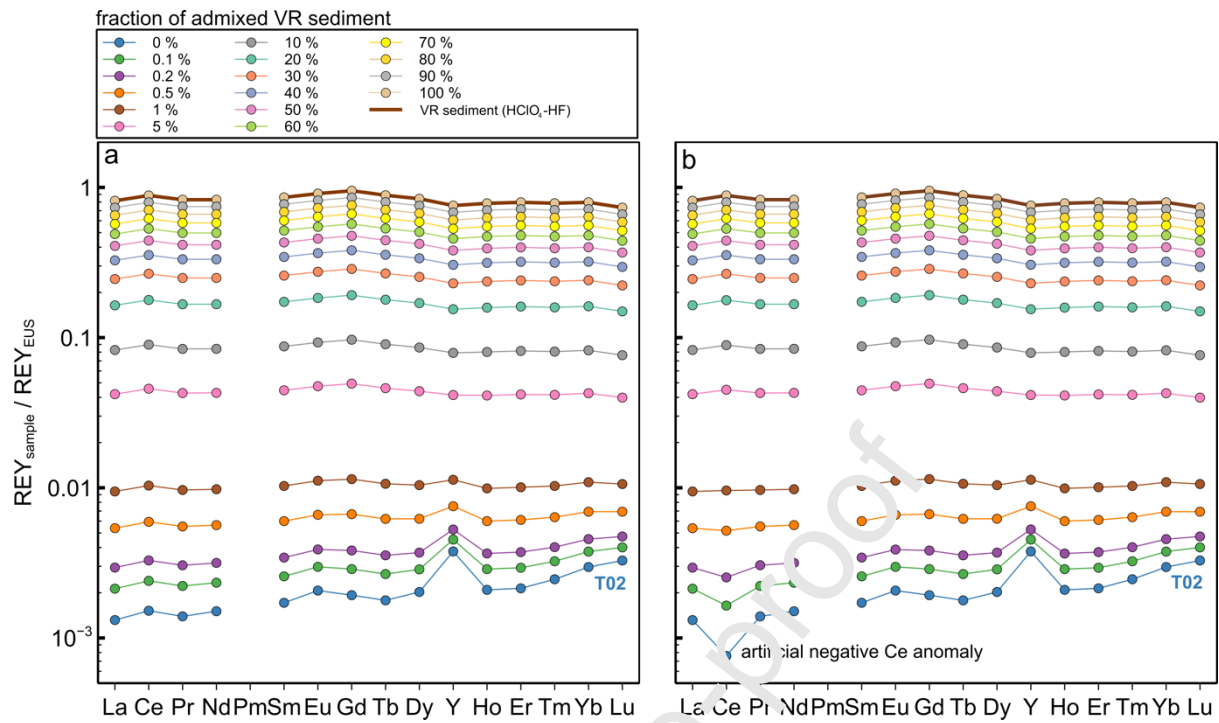 fraction of admixed VR sediment
0 %
0.1 %
0.2 %
0.5 %
1 %
5 %
10 %
20 %
30 %
40 %
50 %
60 %
70 %
80 %
90 %
100 %
VR sediment (HClO₄-HF)
a
b
REY_sample / REY_EUS
1
0.1
0.01
10⁻³
T02
T02
artificial negative Ce anomaly
La Ce Pr Nd Pm Sm Eu Gd Tb Dy Y Ho Er Tm Yb Lu
La Ce Pr Nd Pm Sm Eu Gd Tb Dy Y Ho Er Tm Yb Lu
-proof